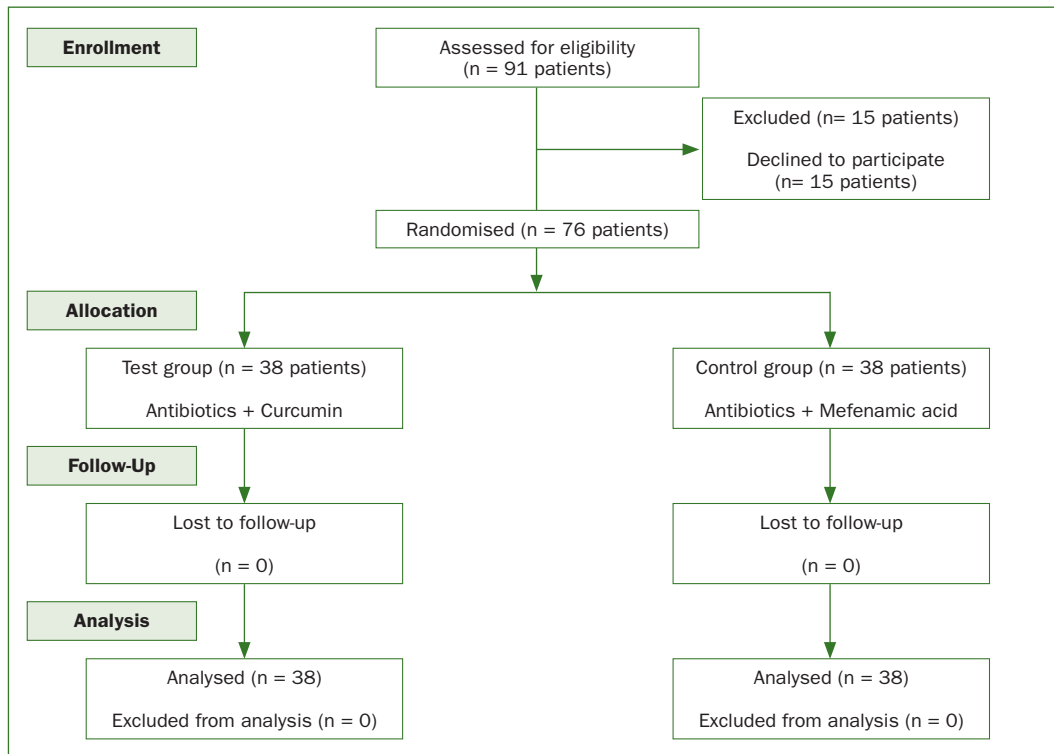 Enrollment
Assessed for eligibility
(n = 91 patients)
Excluded (n= 15 patients)
Declined to participate
(n= 15 patients)
Randomised (n = 76 patients)
Allocation
Test group (n = 38 patients)
Antibiotics + Curcumin
Control group (n = 38 patients)
Antibiotics + Mefenamic acid
Follow-Up
Lost to follow-up
(n = 0)
Lost to follow-up
(n = 0)
Analysis
Analysed (n = 38)
Excluded from analysis (n = 0)
Analysed (n = 38)
Excluded from analysis (n = 0)